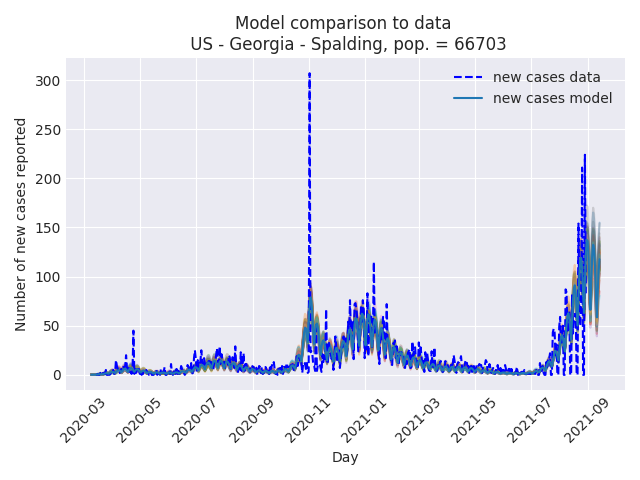 Model comparison to data
US - Georgia - Spalding, pop. = 66703
new cases data
new cases model
Number of new cases reported
300
250
200
150
100
50
0
2020-03
2020-05
2020-07
2020-09
2020-11
2021-01
2021-03
2021-05
2021-07
2021-09
Day